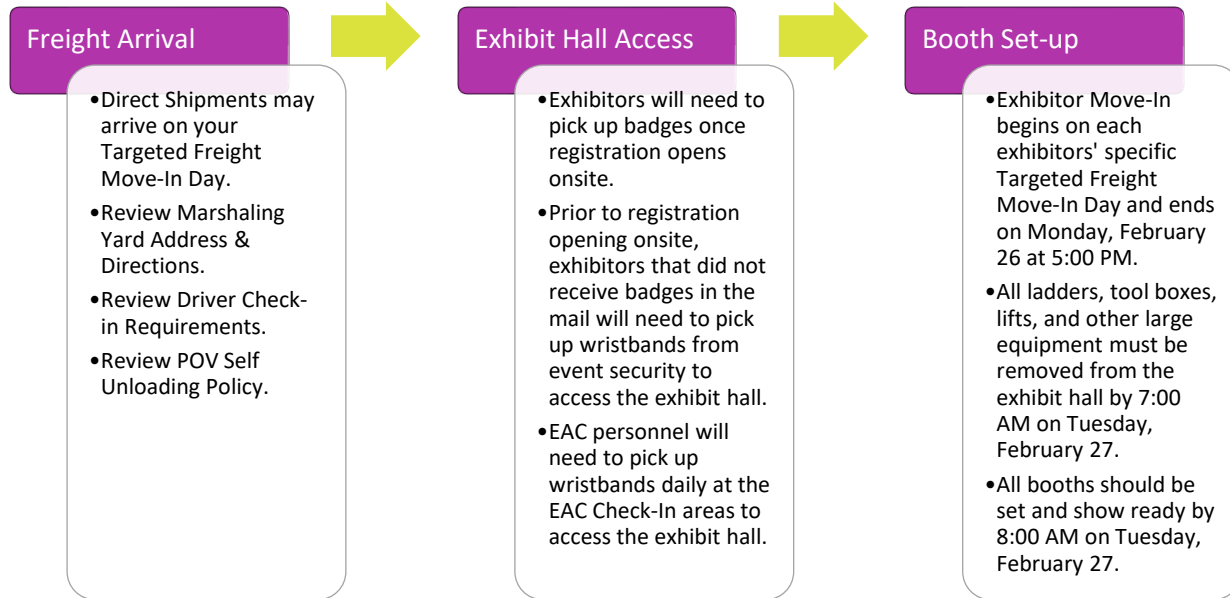 Freight Arrival
•Direct Shipments may
arrive on your
Targeted Freight
Move-In Day.
•Review Marshaling
Yard Address &
Directions.
•Review Driver Check-
in Requirements.
•Review POV Self
Unloading Policy.
Exhibit Hall Access
•Exhibitors will need to
pick up badges once
registration opens
onsite.
•Prior to registration
opening onsite,
exhibitors that did not
receive badges in the
mail will need to pick
up wristbands from
event security to
access the exhibit hall.
•EAC personnel will
need to pick up
wristbands daily at the
EAC Check-In areas to
access the exhibit hall.
Booth Set-up
•Exhibitor Move-In
begins on each
exhibitors' specific
Targeted Freight
Move-In Day and ends
on Monday, February
26 at 5:00 PM.
•All ladders, tool boxes,
lifts, and other large
equipment must be
removed from the
exhibit hall by 7:00
AM on Tuesday,
February 27.
•All booths should be
set and show ready by
8:00 AM on Tuesday,
February 27.